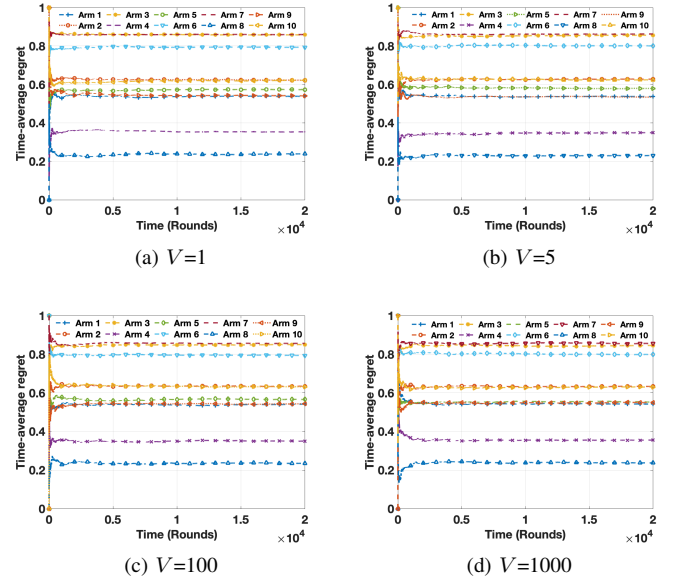 Arm 1 Arm 3 Arm 5 Arm 7 Arm 9
Arm 2 Arm 4 Arm 6 Arm 8 Arm 10
Time-average regret
1
0.8
0.6
0.4
0.2
0
0 0.5 1 1.5 2
Time (Rounds) ×10⁴
(a) V=1
Arm 1 Arm 3 Arm 5 Arm 7 Arm 9
Arm 2 Arm 4 Arm 6 Arm 8 Arm 10
Time-average regret
1
0.8
0.6
0.4
0.2
0
0 0.5 1 1.5 2
Time (Rounds) ×10⁴
(b) V=5
Arm 1 Arm 3 Arm 5 Arm 7 Arm 9
Arm 2 Arm 4 Arm 6 Arm 8 Arm 10
Time-average regret
1
0.8
0.6
0.4
0.2
0
0 0.5 1 1.5 2
Time (Rounds) ×10⁴
(c) V=100
Arm 1 Arm 3 Arm 5 Arm 7 Arm 9
Arm 2 Arm 4 Arm 6 Arm 8 Arm 10
Time-average regret
1
0.8
0.6
0.4
0.2
0
0 0.5 1 1.5 2
Time (Rounds) ×10⁴
(d) V=1000